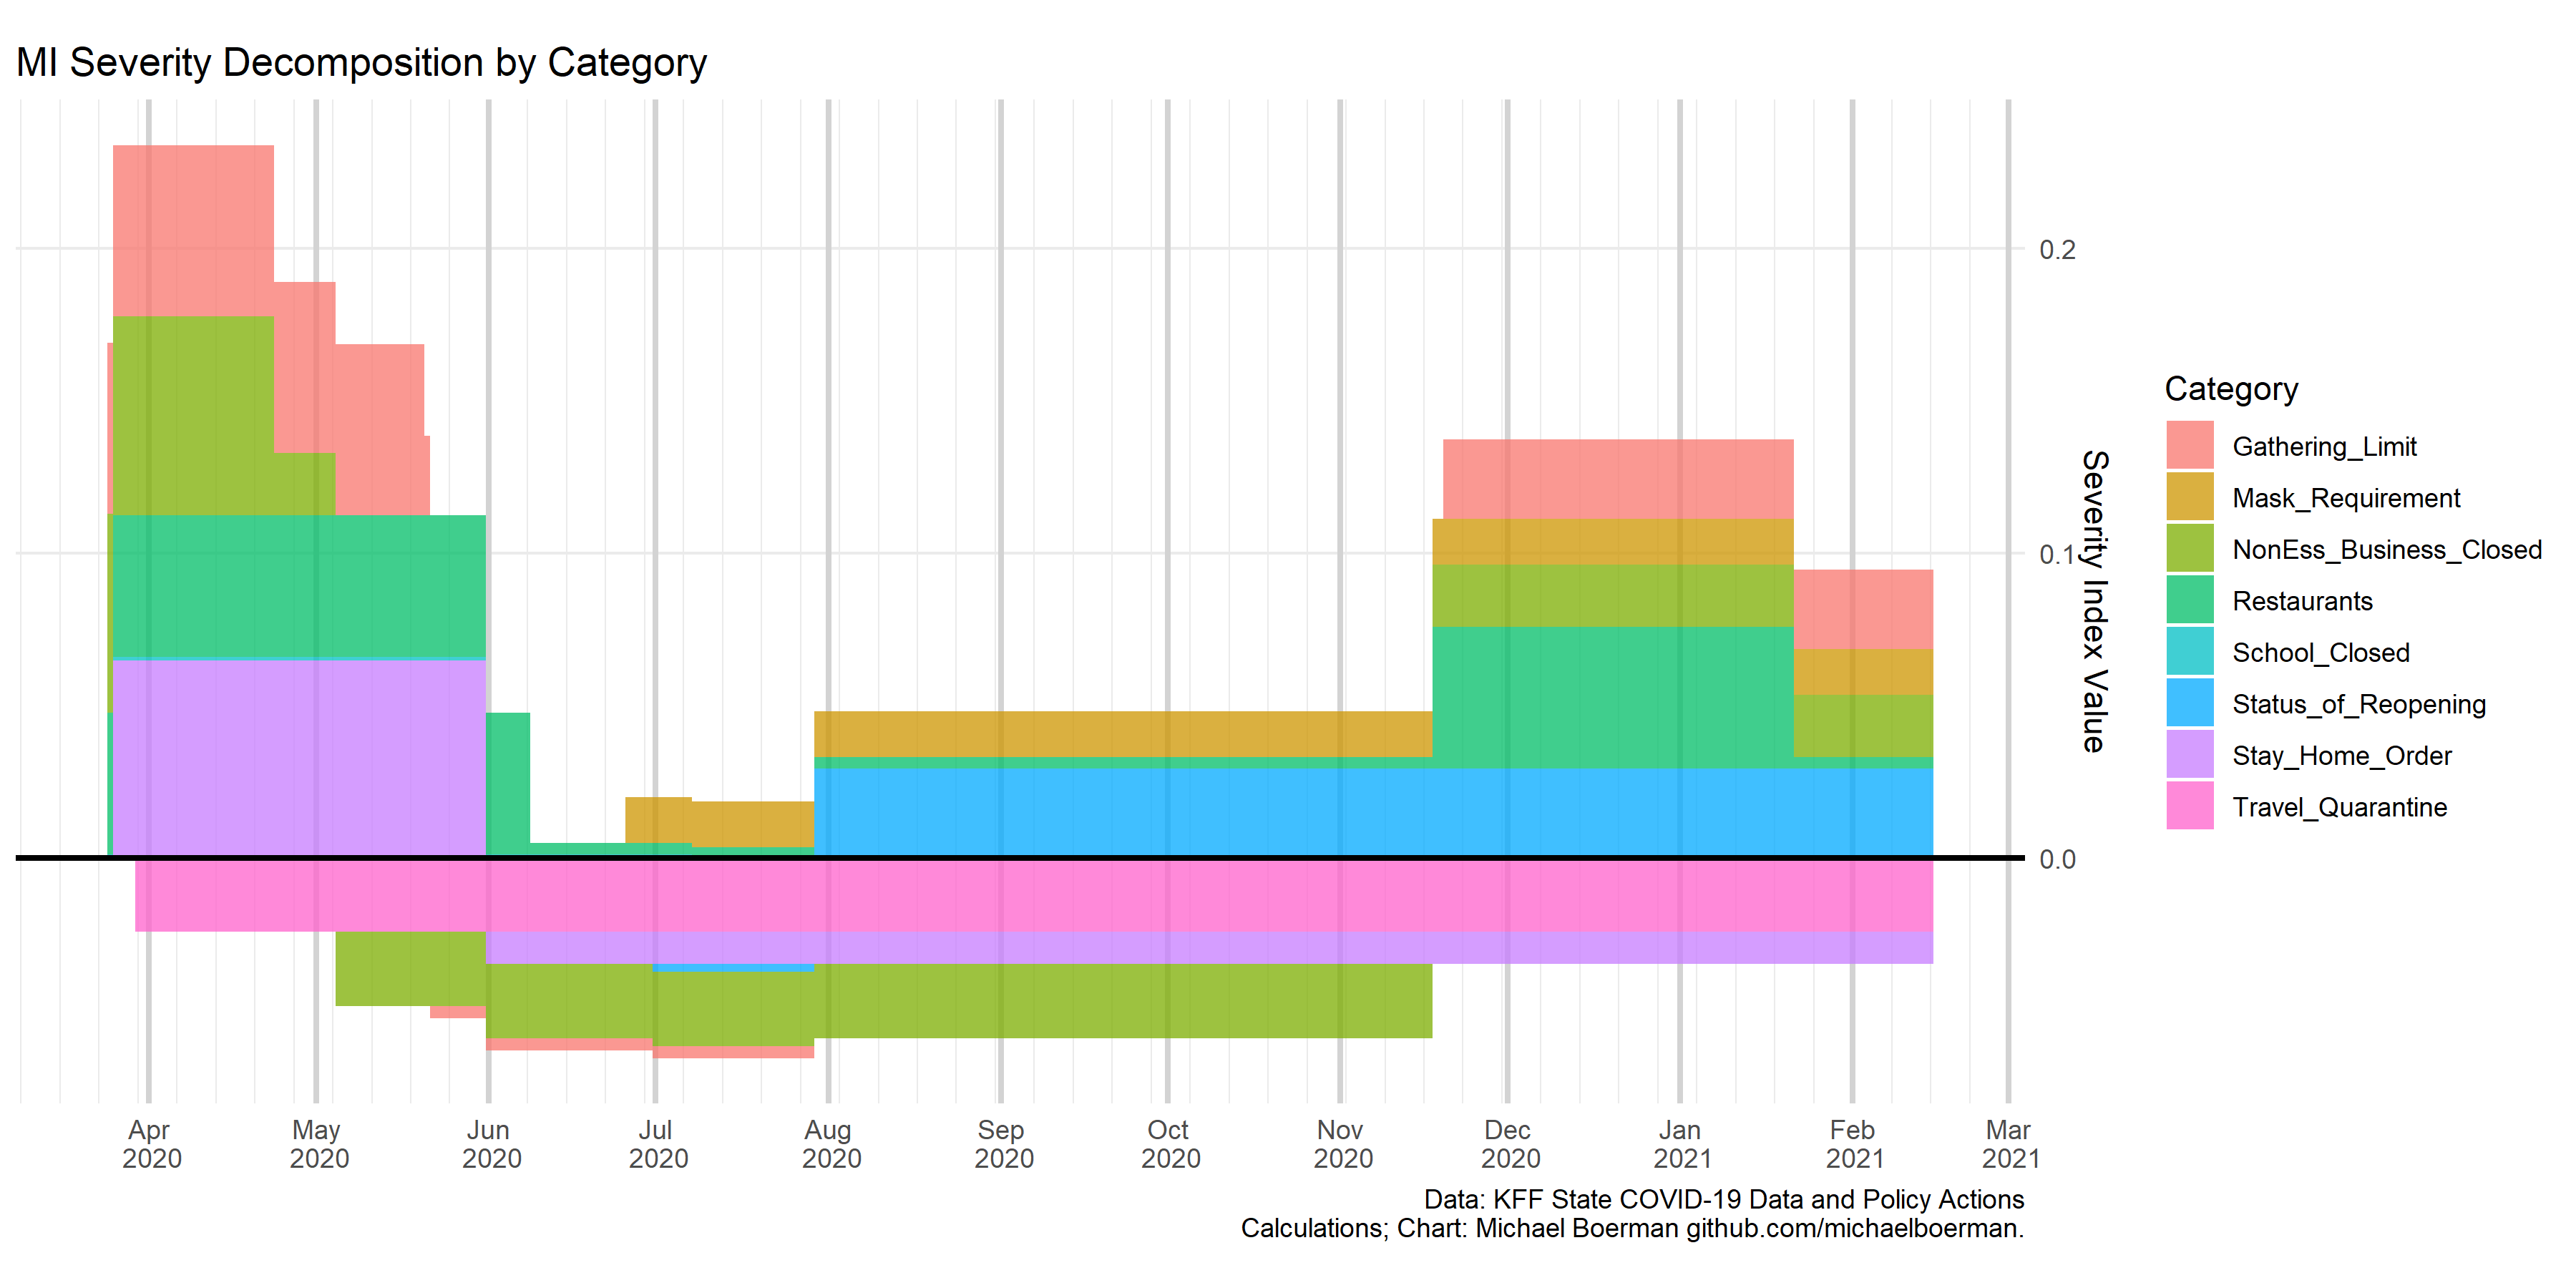 MI Severity Decomposition by Category
0.2
0.1
0.0
Severity Index Value
Category
Gathering_Limit
Mask_Requirement
NonEss_Business_Closed
Restaurants
School_Closed
Status_of_Reopening
Stay_Home_Order
Travel_Quarantine
Apr May Jun Jul Aug Sep Oct Nov Dec Jan Feb Mar
2020 2020 2020 2020 2020 2020 2020 2020 2020 2021 2021 2021
Data: KFF State COVID-19 Data and Policy Actions
Calculations; Chart: Michael Boerman github.com/michaelboerman.